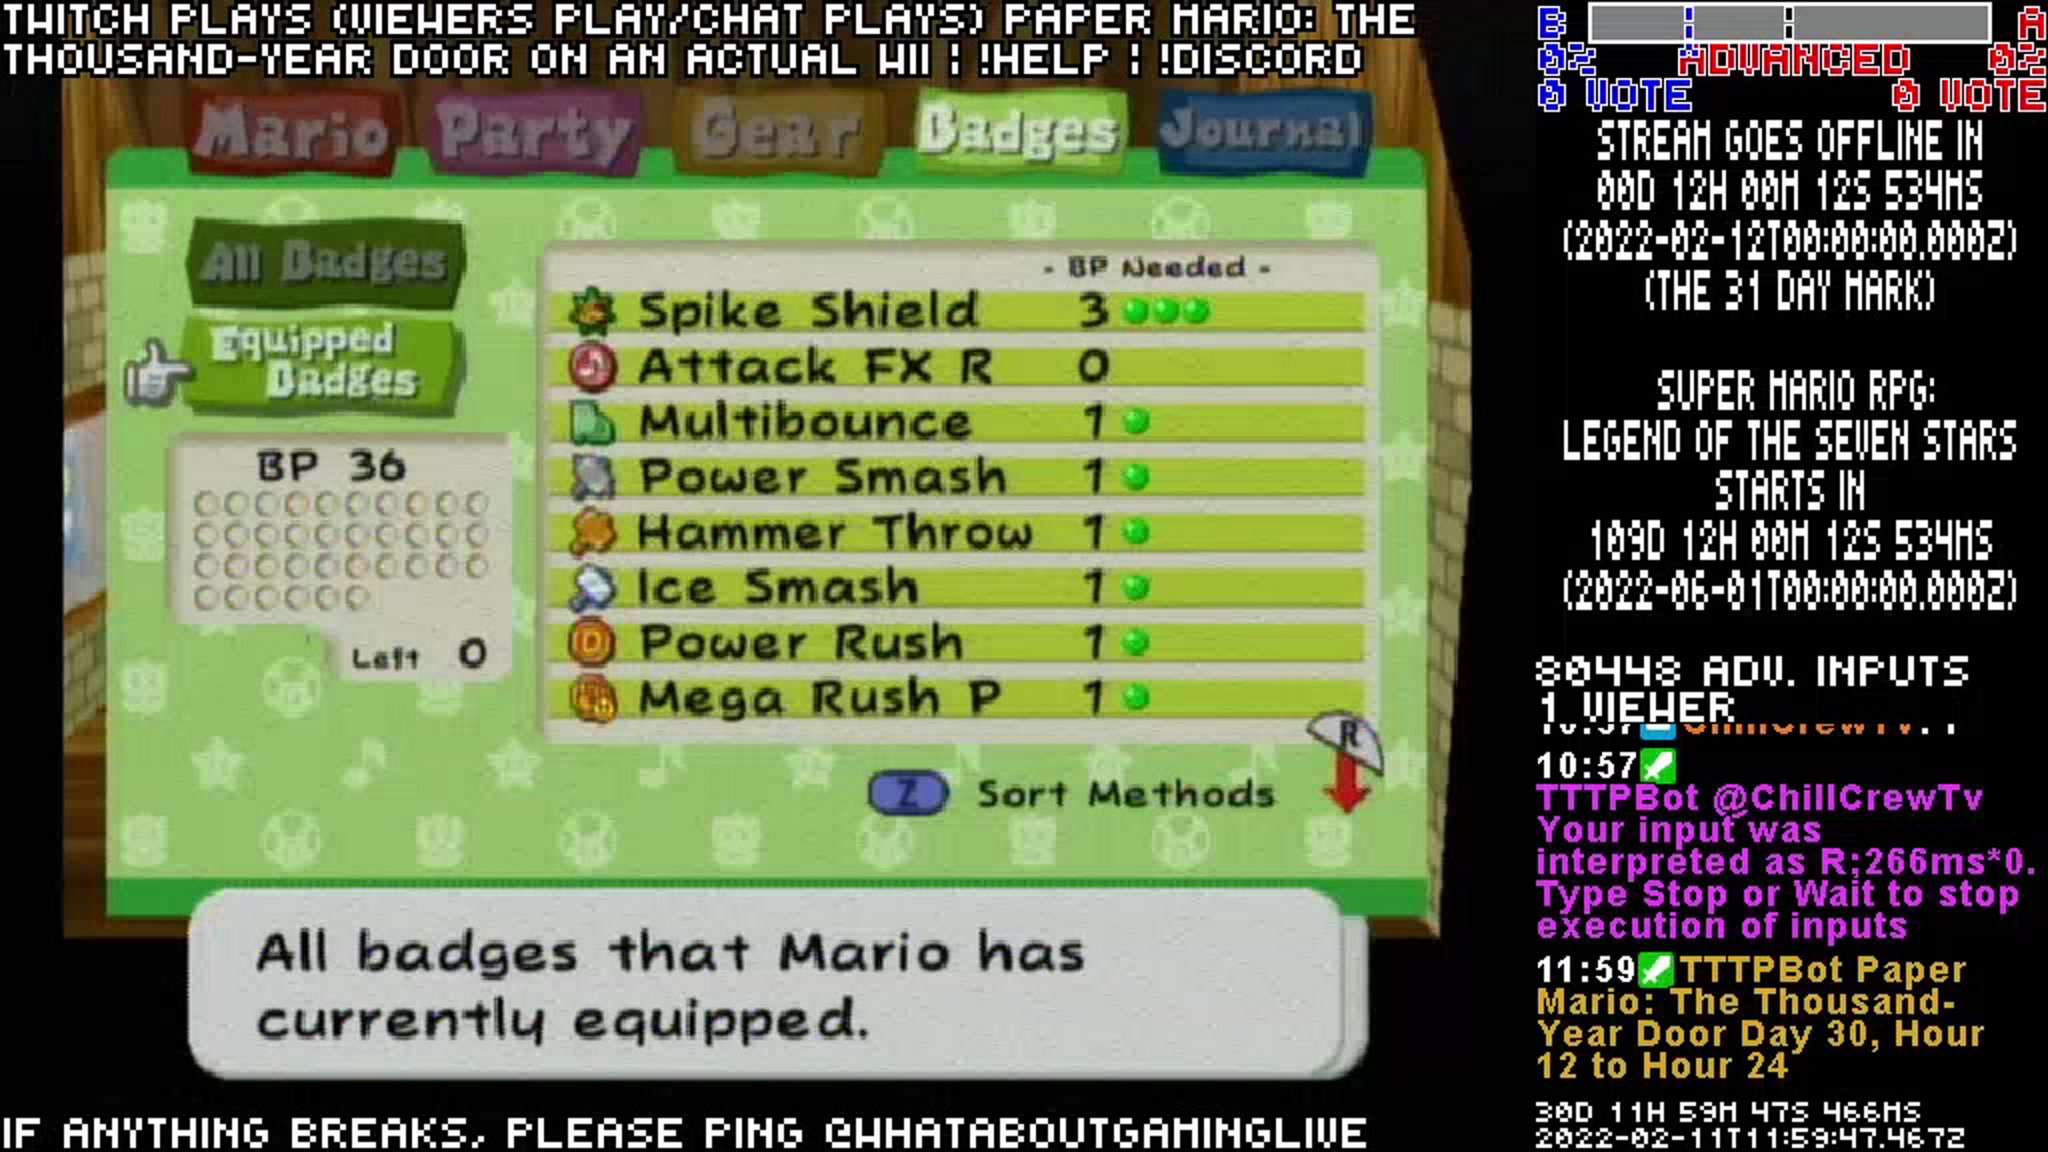 TWITCH PLAYS (VIEWERS PLAY/CHAT PLAYS) PAPER MARIO: THE
THOUSAND-YEAR DOOR ON AN ACTUAL WII | !HELP | !DISCORD
Mario Party Gear Badges Journal
All Badges
Equipped
Badges
BP 36
Left 0
- BP Needed -
Spike Shield 3
Attack FX R 0
Multibounce 1
Power Smash 1
Hammer Throw 1
Ice Smash 1
Power Rush 1
Mega Rush P 1
R
Z Sort Methods
All badges that Mario has
currently equipped.
IF ANYTHING BREAKS, PLEASE PING @WHATABOUTGAMINGLIVE
B A
0% ADVANCED 0%
0 VOTE 0 VOTE
STREAM GOES OFFLINE IN
00D 12H 00M 12S 534MS
(2022-02-12T00:00:00.000Z)
(THE 31 DAY MARK)
SUPER MARIO RPG:
LEGEND OF THE SEVEN STARS
STARTS IN
109D 12H 00M 12S 534MS
(2022-06-01T00:00:00.000Z)
80448 ADV. INPUTS
1 VIEWER
10:57
TTTPBot @ChillCrewTv
Your input was
interpreted as R;266ms*0.
Type Stop or Wait to stop
execution of inputs
11:59 TTTPBot Paper
Mario: The Thousand-
Year Door Day 30, Hour
12 to Hour 24
30D 11H 59M 47S 466MS
2022-02-11T11:59:47.467Z